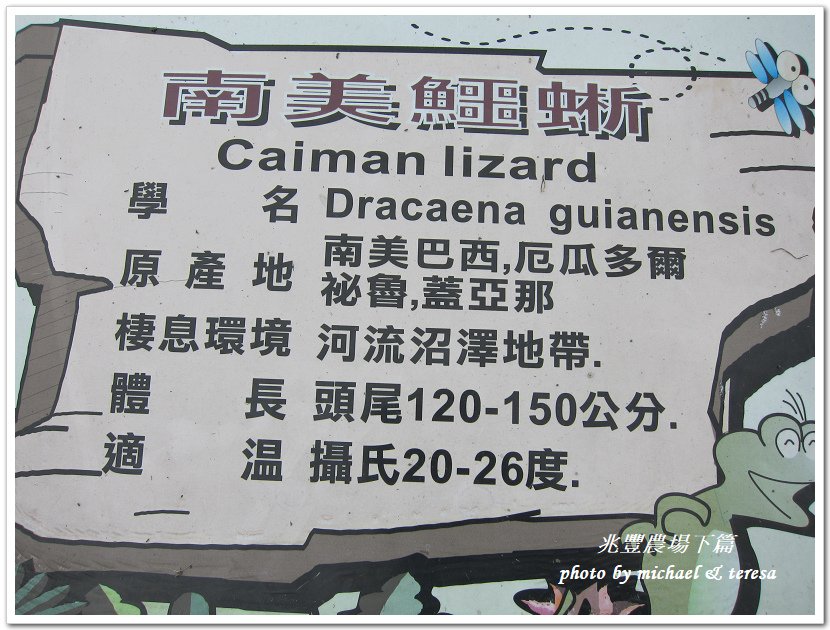 南美鱷蜥
Caiman lizard
學名 Dracaena guianensis
原產地 南美巴西,厄瓜多爾
祕魯,蓋亞那
棲息環境 河流沼澤地帶.
體長 頭尾120-150公分.
適溫 攝氏20-26度.
兆豐農場下篇
photo by michael & teresa